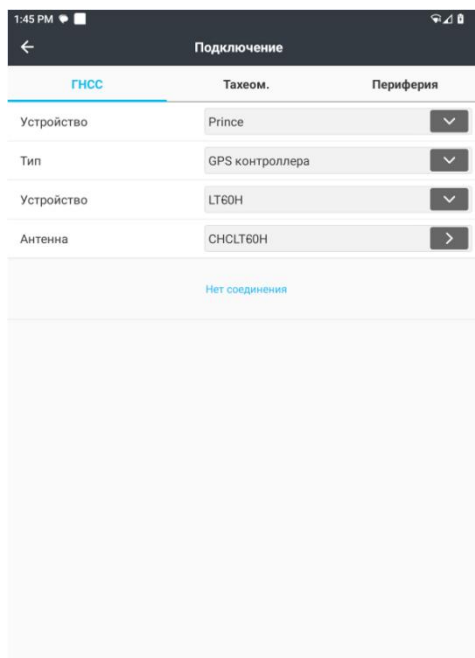 1:45 PM
Подключение
ГНСС Тахеом. Периферия
Устройство Prince
Тип GPS контроллера
Устройство LT60H
Антенна CHCLT60H
Нет соединения